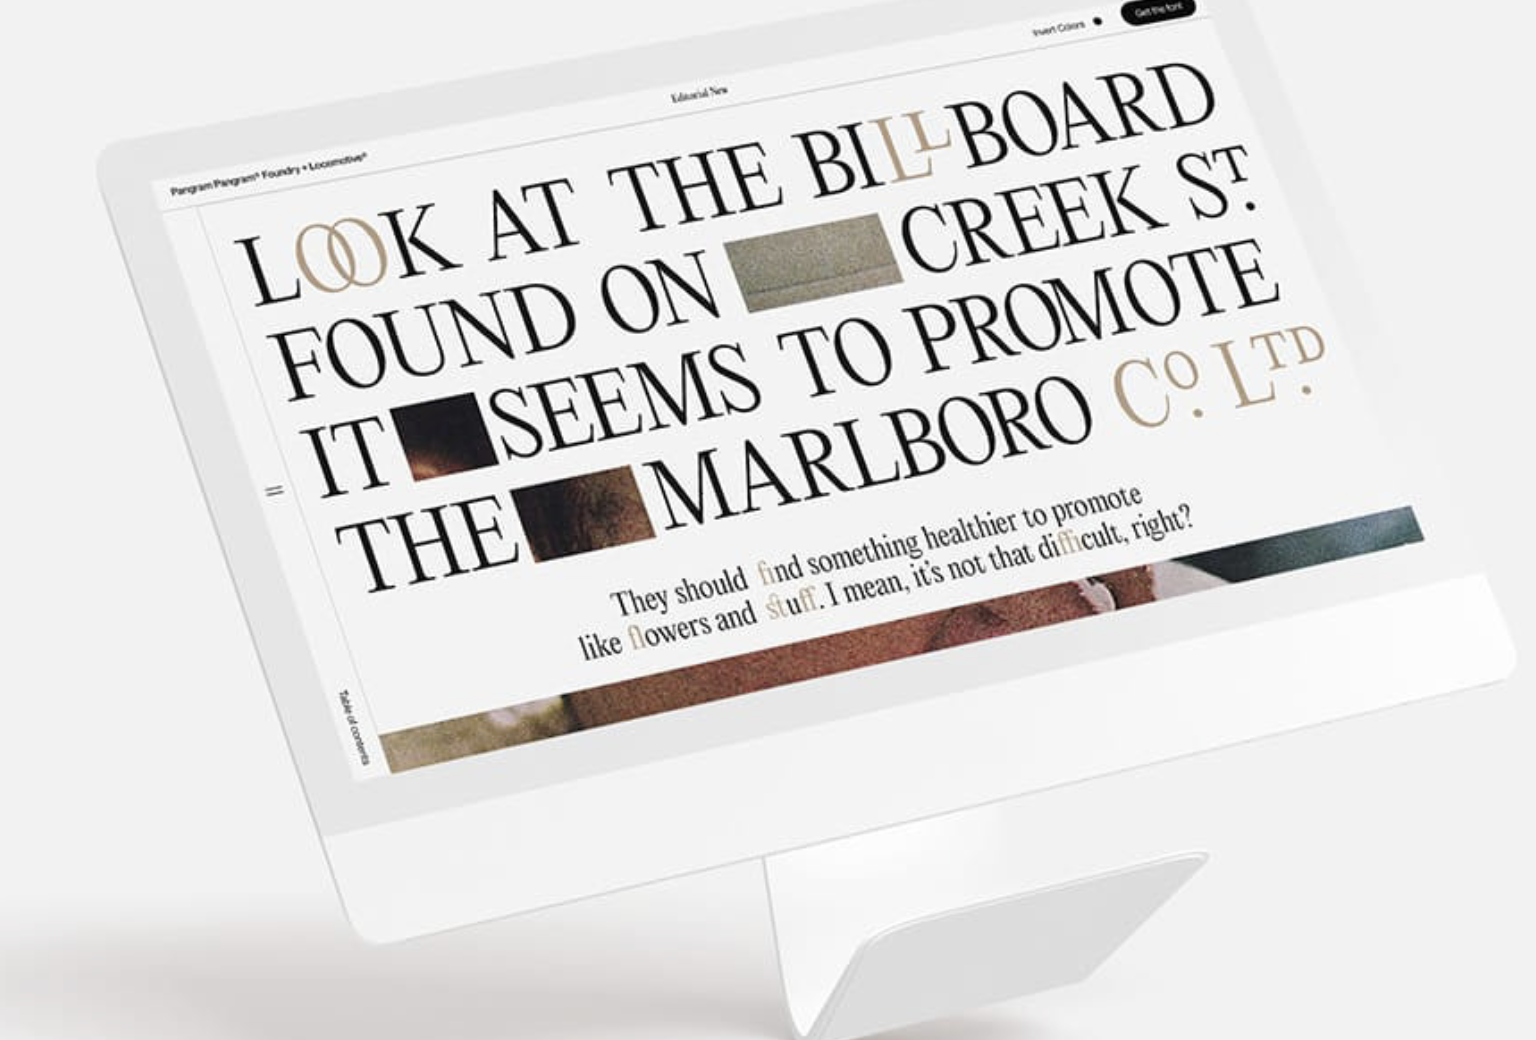 Invert Colors
Get the font
Editorial New
Pangram Pangram® Foundry + Locomotive®
LOOK AT THE BILLBOARD
FOUND ON CREEK ST.
IT SEEMS TO PROMOTE
THE MARLBORO CO. LTD.
They should find something healthier to promote
like flowers and stuff. I mean, it's not that difficult, right?
Table of contents